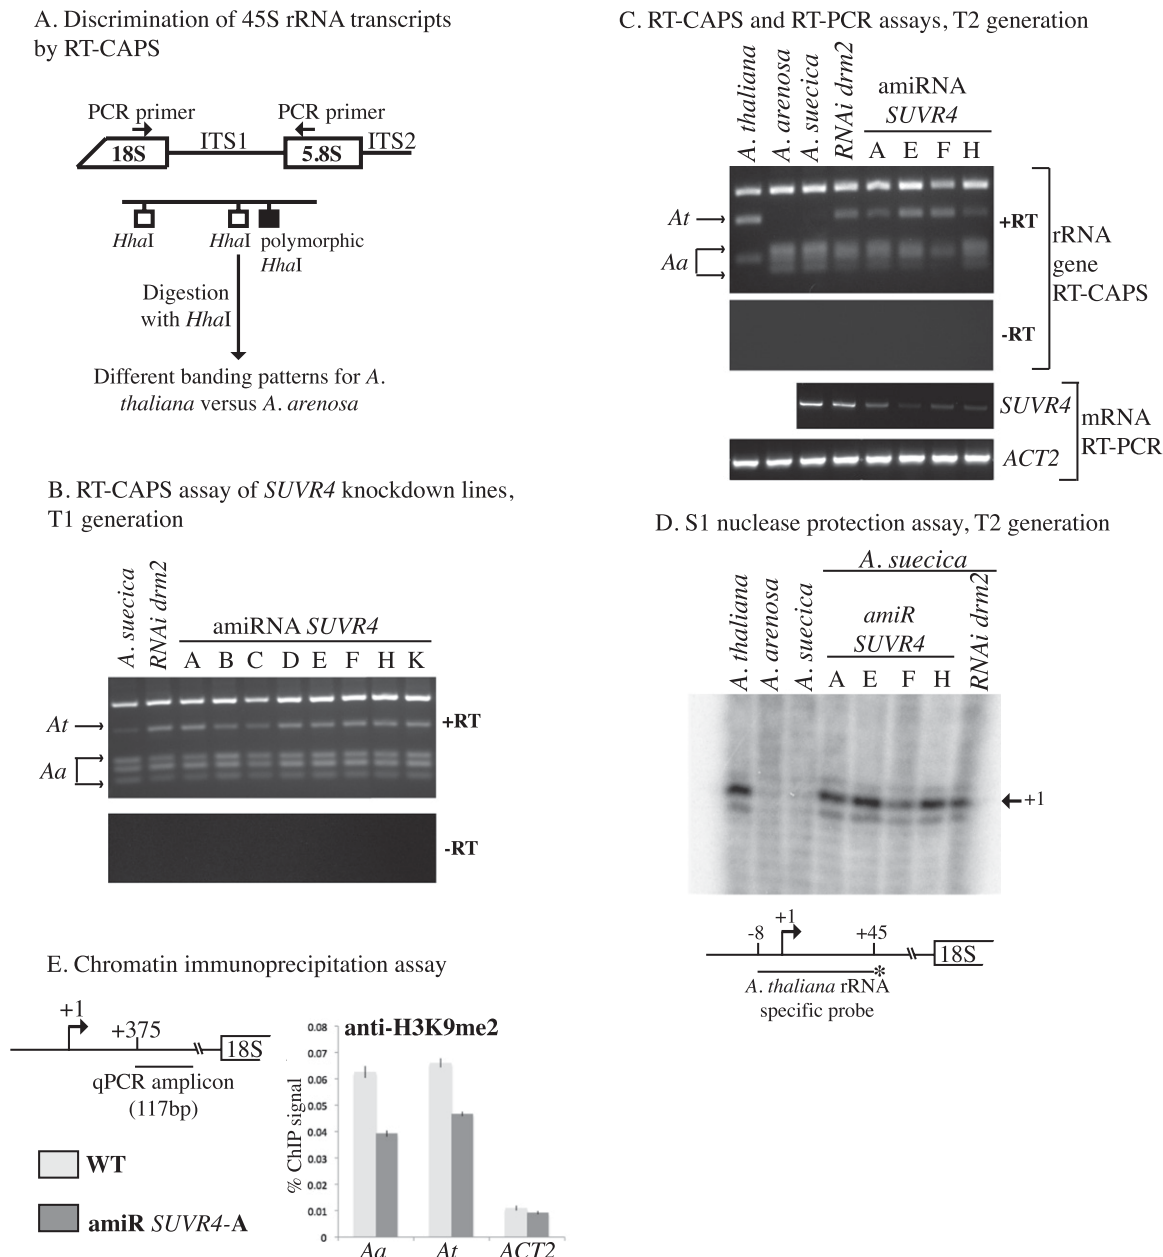 A. Discrimination of 45S rRNA transcripts
by RT-CAPS
PCR primer
PCR primer
18S
ITS1
5.8S
ITS2
HhaI
HhaI
polymorphic
HhaI
Digestion
with HhaI
Different banding patterns for A.
thaliana versus A. arenosa
B. RT-CAPS assay of SUVR4 knockdown lines,
T1 generation
A. suecica
RNAi drm2
amiRNA SUVR4
A B C D E F H K
At
Aa
+RT
-RT
C. RT-CAPS and RT-PCR assays, T2 generation
A. thaliana
A. arenosa
A. suecica
RNAi drm2
amiRNA
SUVR4
A E F H
At
Aa
+RT
-RT
rRNA
gene
RT-CAPS
SUVR4
ACT2
mRNA
RT-PCR
D. S1 nuclease protection assay, T2 generation
A. suecica
A. thaliana
A. arenosa
A. suecica
amiR
SUVR4
A E F H
RNAi drm2
+1
-8
+1
+45
18S
*
A. thaliana rRNA
specific probe
E. Chromatin immunoprecipitation assay
+1
+375
18S
qPCR amplicon
(117bp)
WT
amiR SUVR4-A
anti-H3K9me2
% ChIP signal
0.08
0.07
0.06
0.05
0.04
0.03
0.02
0.01
0
Aa
At
ACT2